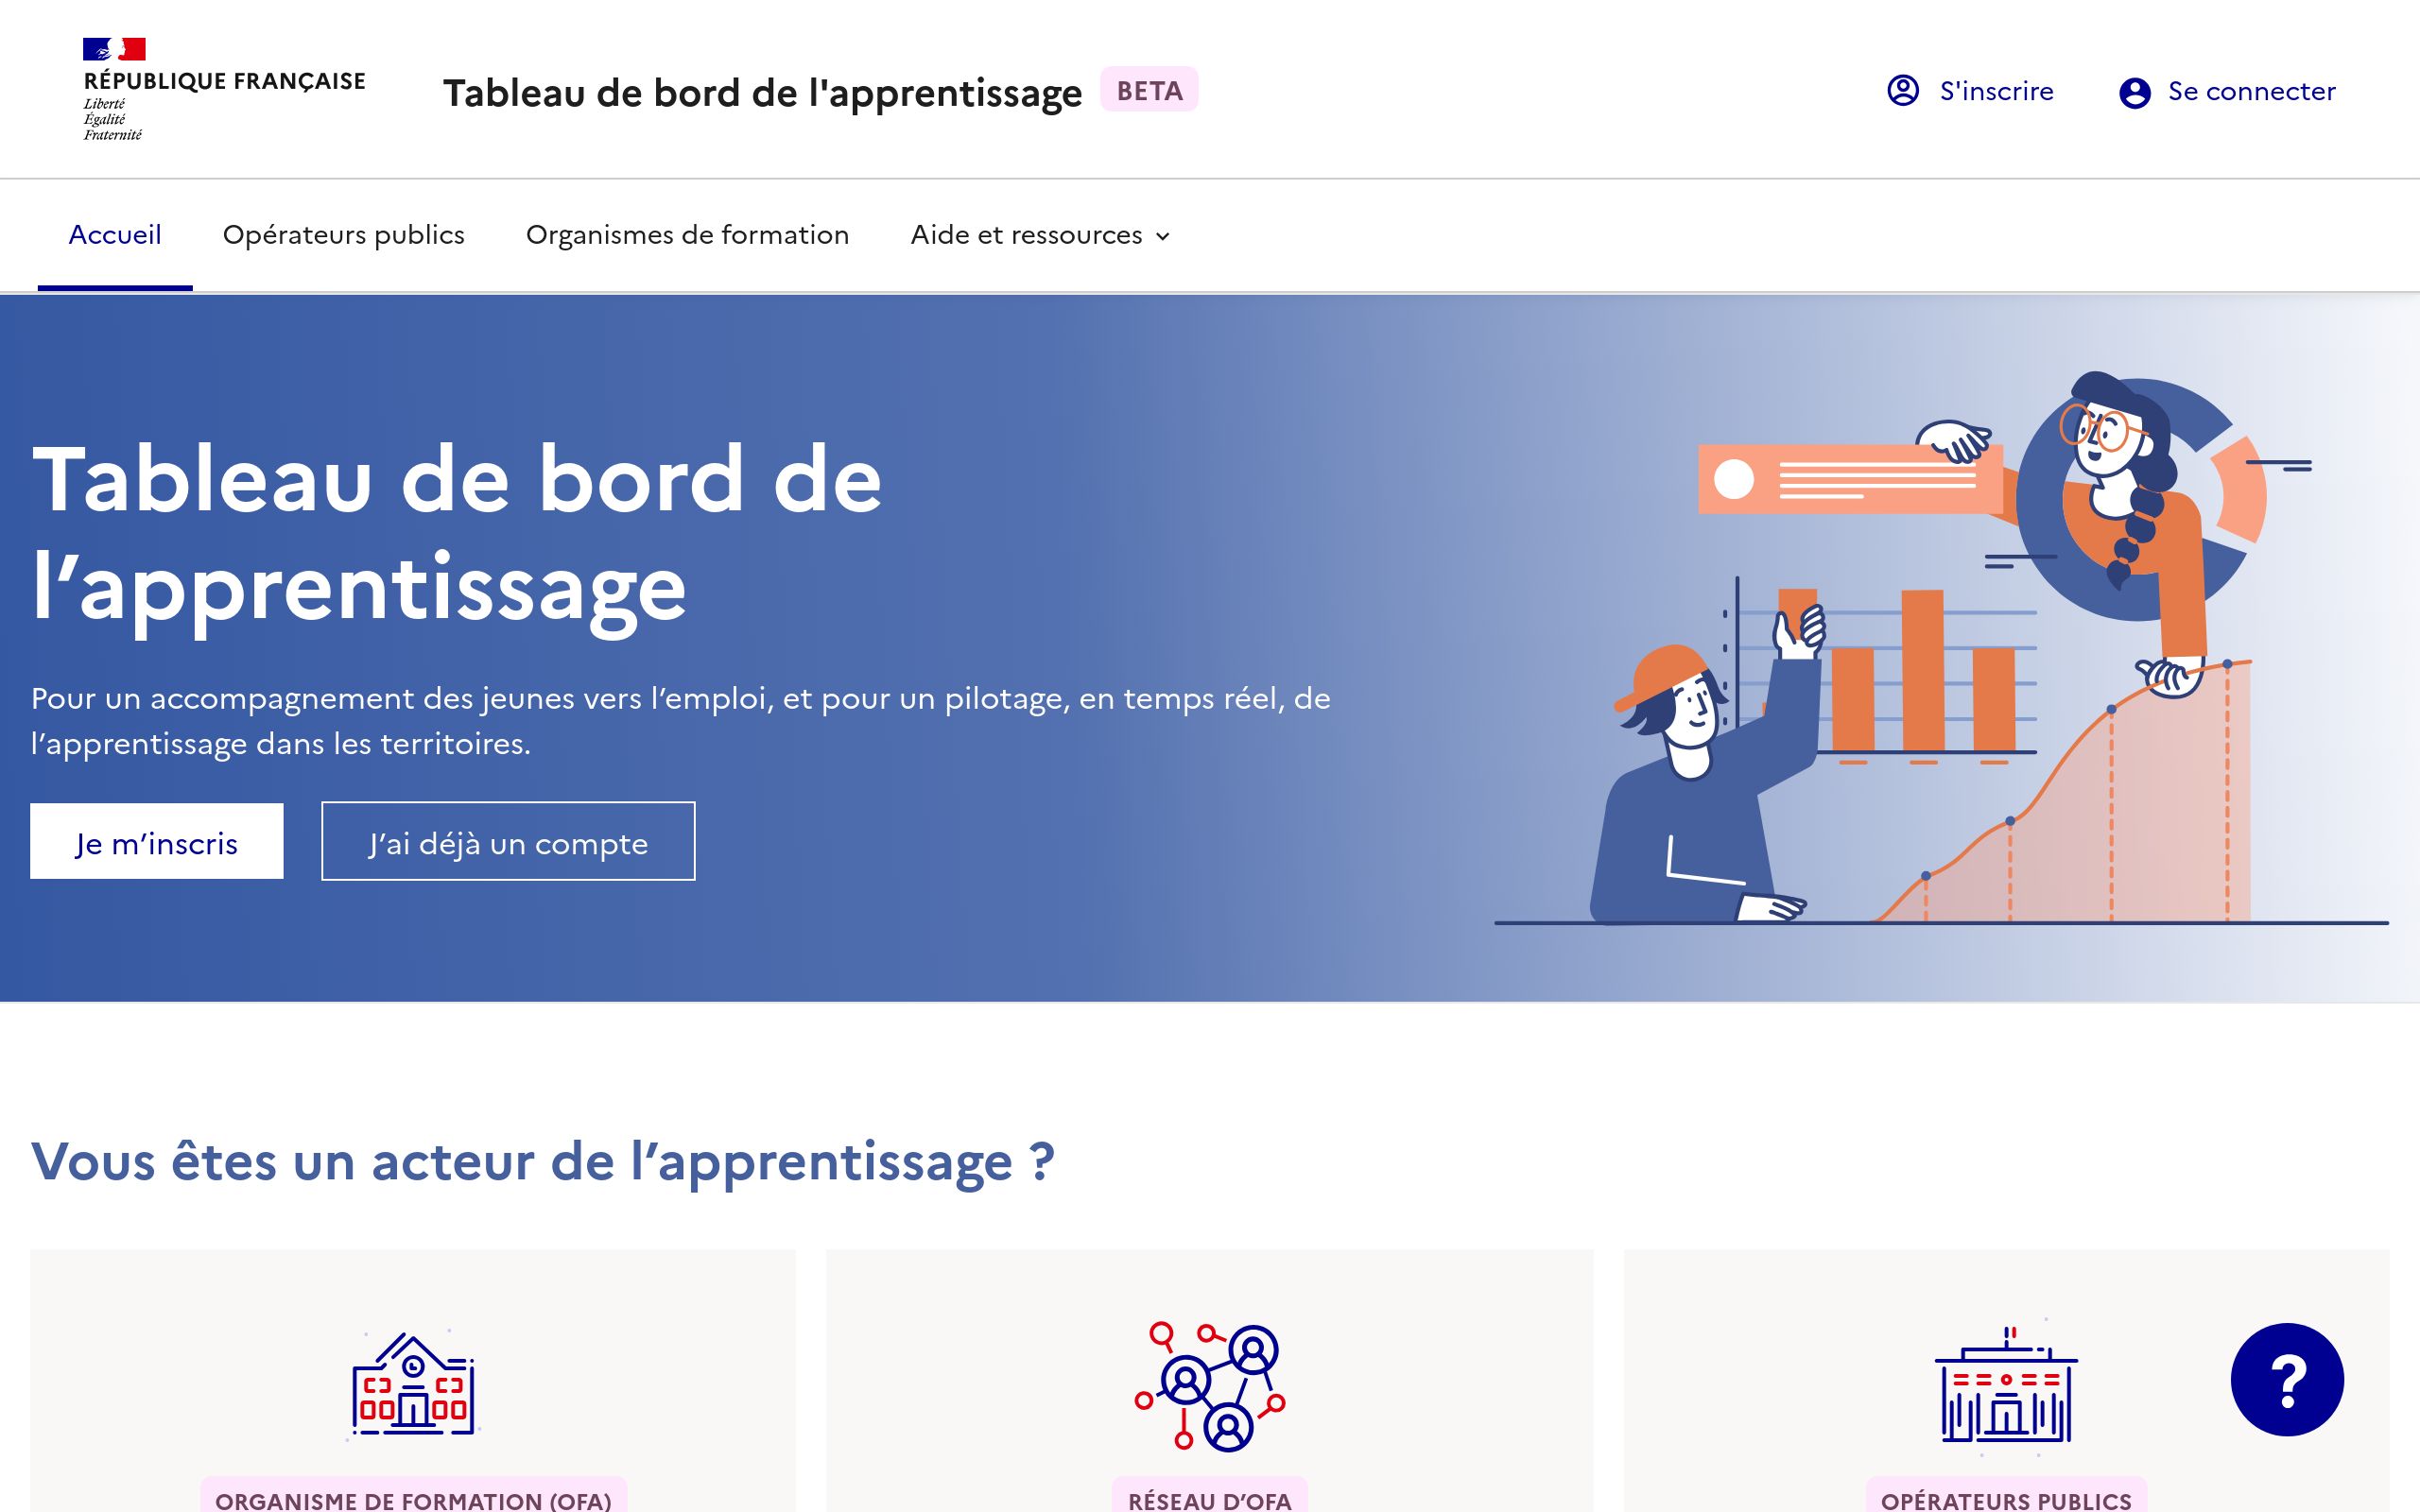 RÉPUBLIQUE FRANÇAISE
Liberté
Égalité
Fraternité
Tableau de bord de l'apprentissage BETA
S'inscrire
Se connecter
Accueil
Opérateurs publics
Organismes de formation
Aide et ressources
Tableau de bord de
l’apprentissage
Pour un accompagnement des jeunes vers l’emploi, et pour un pilotage, en temps réel, de
l’apprentissage dans les territoires.
Je m’inscris
J’ai déjà un compte
Vous êtes un acteur de l’apprentissage ?
?
ORGANISME DE FORMATION (OFA)
RÉSEAU D’OFA
OPÉRATEURS PUBLICS